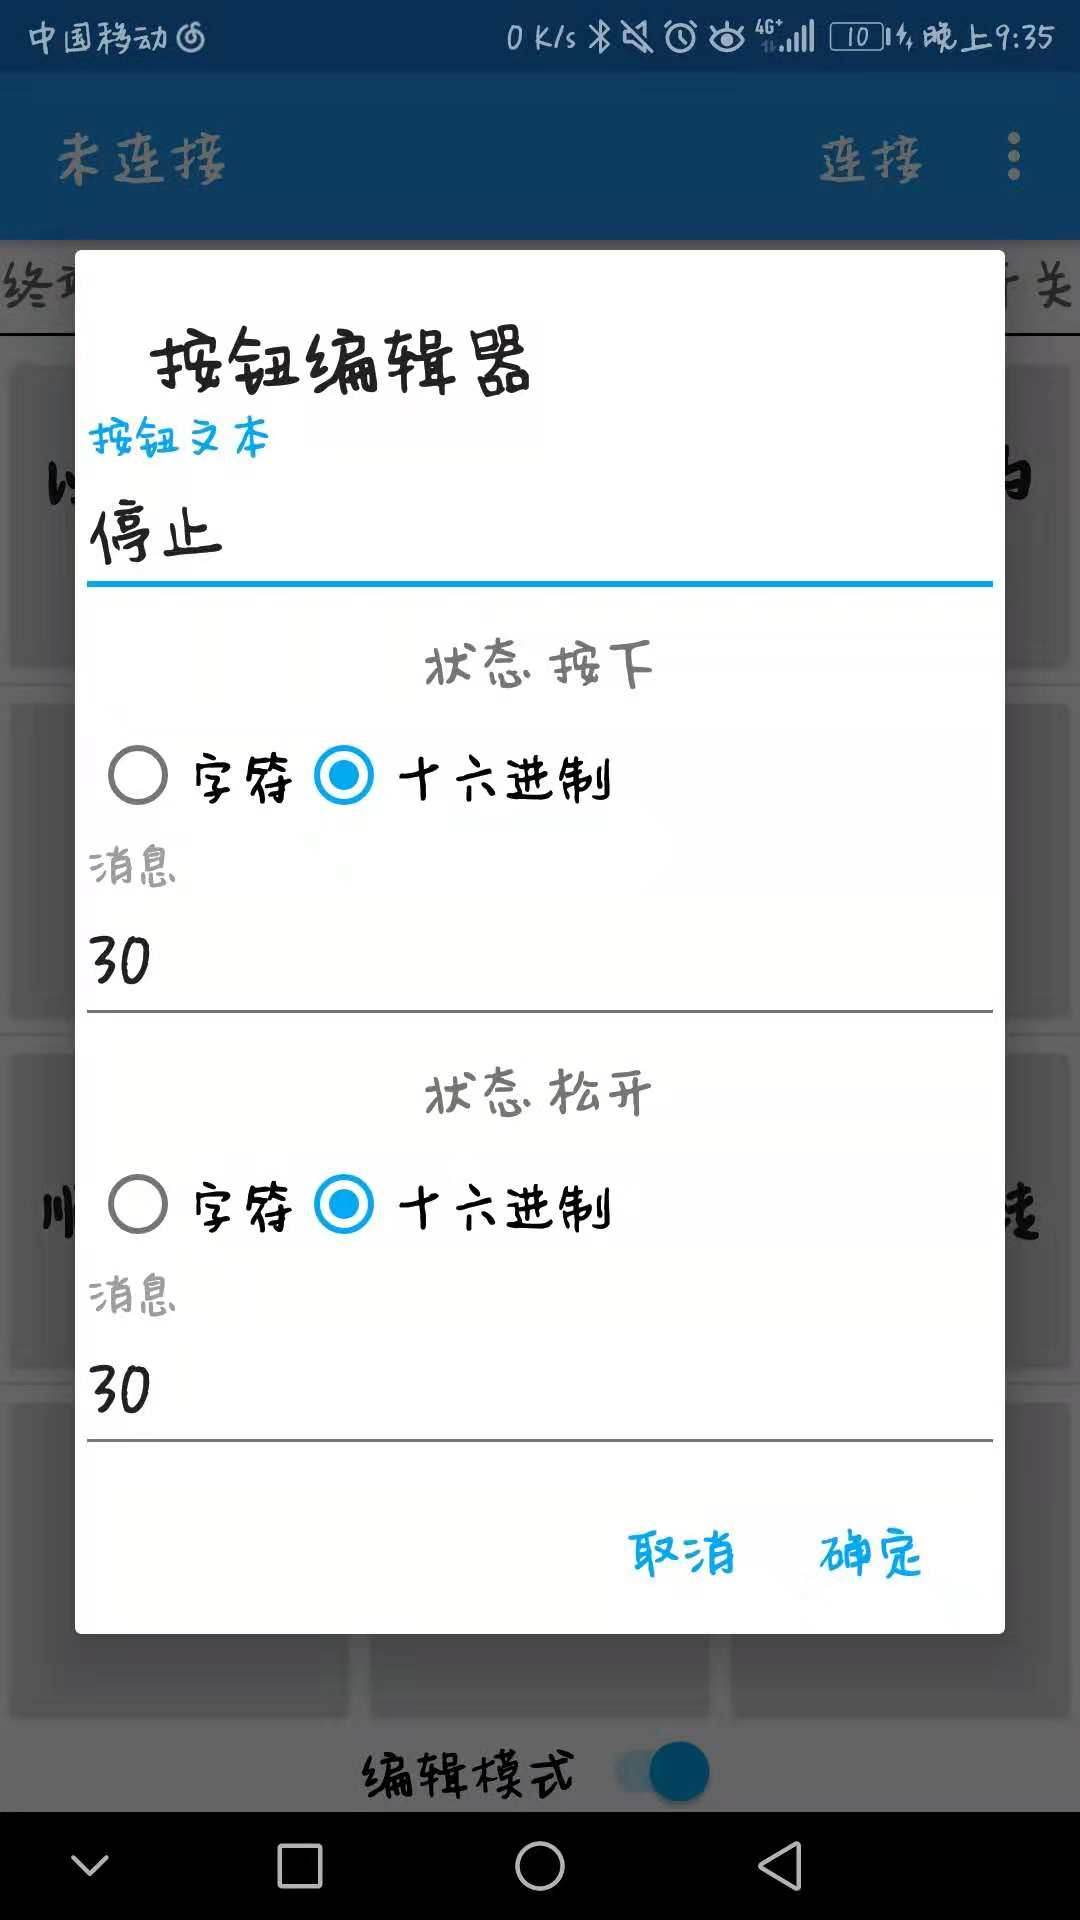 中国移动 0 K/s 4G+ 10 晚上9:35
未连接 连接
终 关
按钮编辑器
按钮文本
停止
状态 按下
字符 十六进制
消息
30
状态 松开
字符 十六进制
消息
30
取消 确定
编辑模式